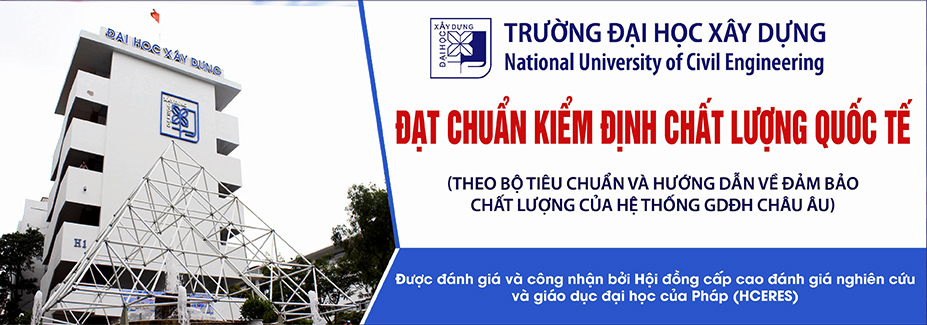 ĐẠI HỌC XÂY DỰNG
H1
XÂY DỰNG
ĐẠI HỌC
TRƯỜNG ĐẠI HỌC XÂY DỰNG
National University of Civil Engineering
ĐẠT CHUẨN KIỂM ĐỊNH CHẤT LƯỢNG QUỐC TẾ
(THEO BỘ TIÊU CHUẨN VÀ HƯỚNG DẪN VỀ ĐẢM BẢO
CHẤT LƯỢNG CỦA HỆ THỐNG GDĐH CHÂU ÂU)
Được đánh giá và công nhận bởi Hội đồng cấp cao đánh giá nghiên cứu
và giáo dục đại học của Pháp (HCERES)